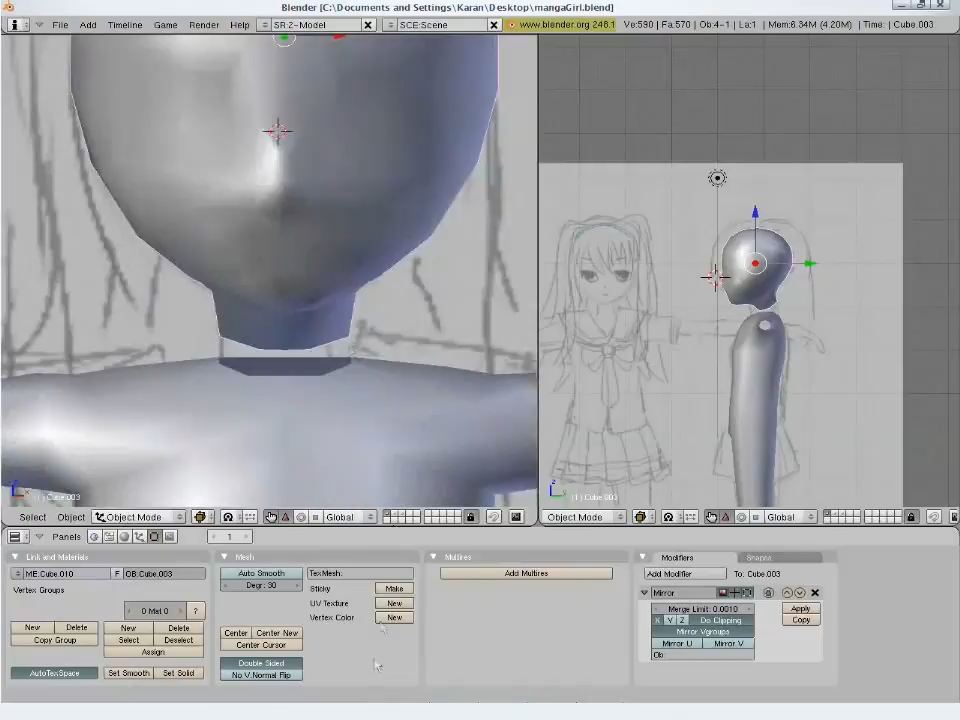 Blender [C:\Documents and Settings\Karan\Desktop\mangaGirl.blend]
File Add Timeline Game Render Help SR:2-Model SCE:Scene www.blender.org 248.1 Ve:590 | Fa:570 | Ob:4-1 | La:1 | Mem:6.34M (4.20M) | Time: | Cube.003
(1) Cube.003
(1) Cube.003
Select Object Object Mode Global
Object Mode Global
Panels 1
Link and Materials
ME:Cube.010 F OB:Cube.003
Vertex Groups
0 Mat 0 ?
New Delete New Delete
Copy Group Select Deselect
Assign
AutoTexSpace Set Smooth Set Solid
Mesh
Auto Smooth TexMesh:
Degr: 30 Sticky Make
UV Texture New
Vertex Color New
Center Center New
Center Cursor
Double Sided
No V.Normal Flip
Multires
Add Multires
Modifiers Shapes
Add Modifier To: Cube.003
Mirror
Merge Limit: 0.0010 Apply
X Y Z Do Clipping Copy
Mirror Vgroups
Mirror U Mirror V
Ob: